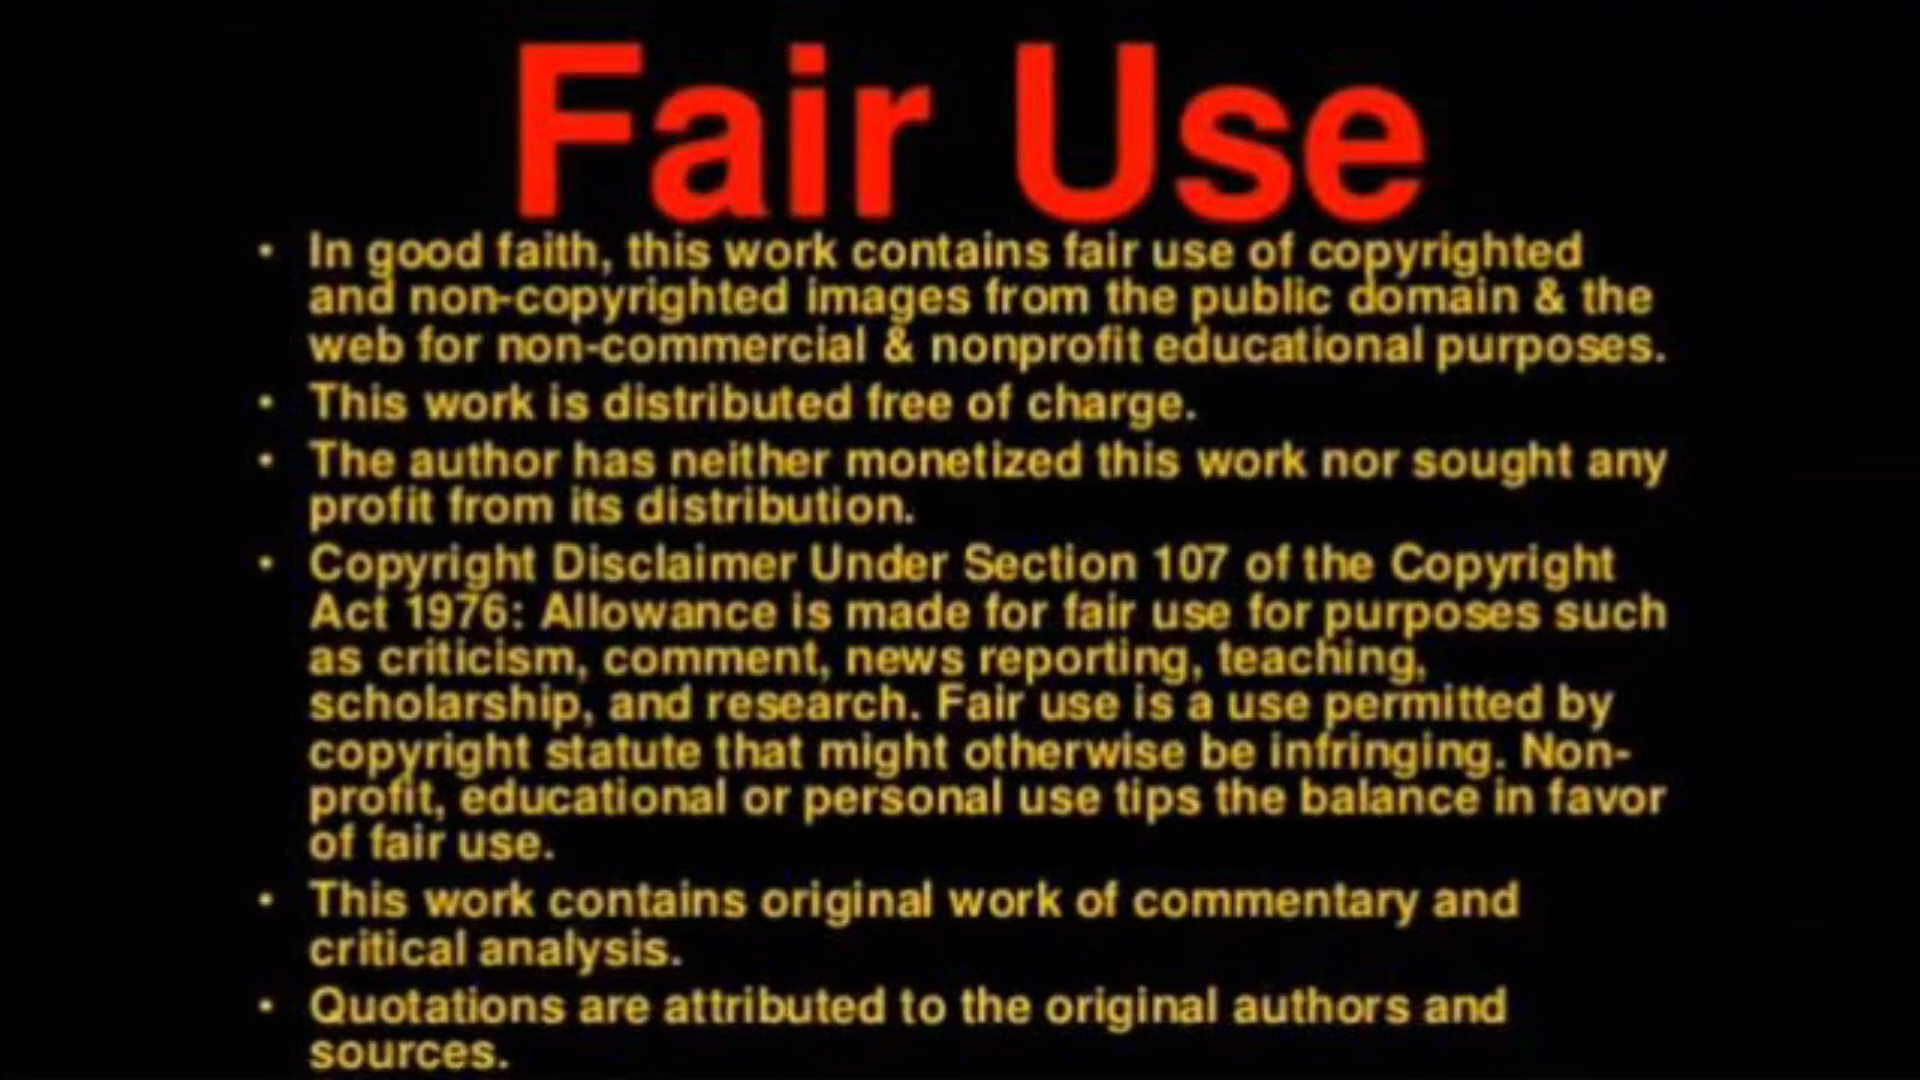 Fair Use
• In good faith, this work contains fair use of copyrighted
and non-copyrighted images from the public domain & the
web for non-commercial & nonprofit educational purposes.
• This work is distributed free of charge.
• The author has neither monetized this work nor sought any
profit from its distribution.
• Copyright Disclaimer Under Section 107 of the Copyright
Act 1976: Allowance is made for fair use for purposes such
as criticism, comment, news reporting, teaching,
scholarship, and research. Fair use is a use permitted by
copyright statute that might otherwise be infringing. Non-
profit, educational or personal use tips the balance in favor
of fair use.
• This work contains original work of commentary and
critical analysis.
• Quotations are attributed to the original authors and
sources.